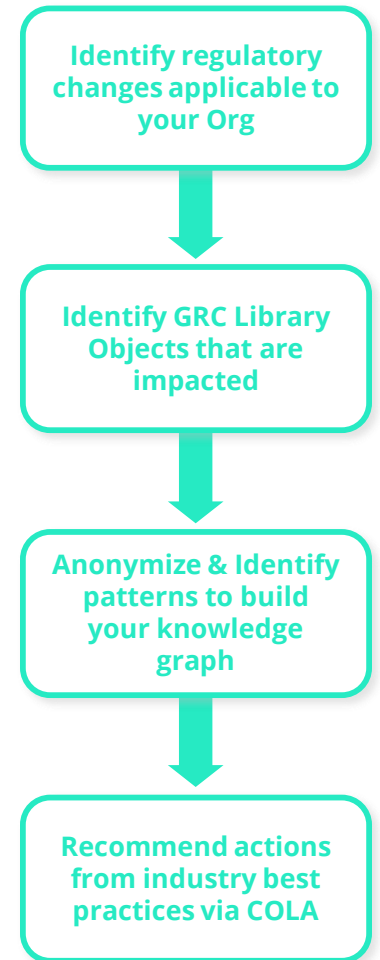 Identify regulatory
changes applicable to
your Org
Identify GRC Library
Objects that are
impacted
Anonymize & Identify
patterns to build
your knowledge
graph
Recommend actions
from industry best
practices via COLA